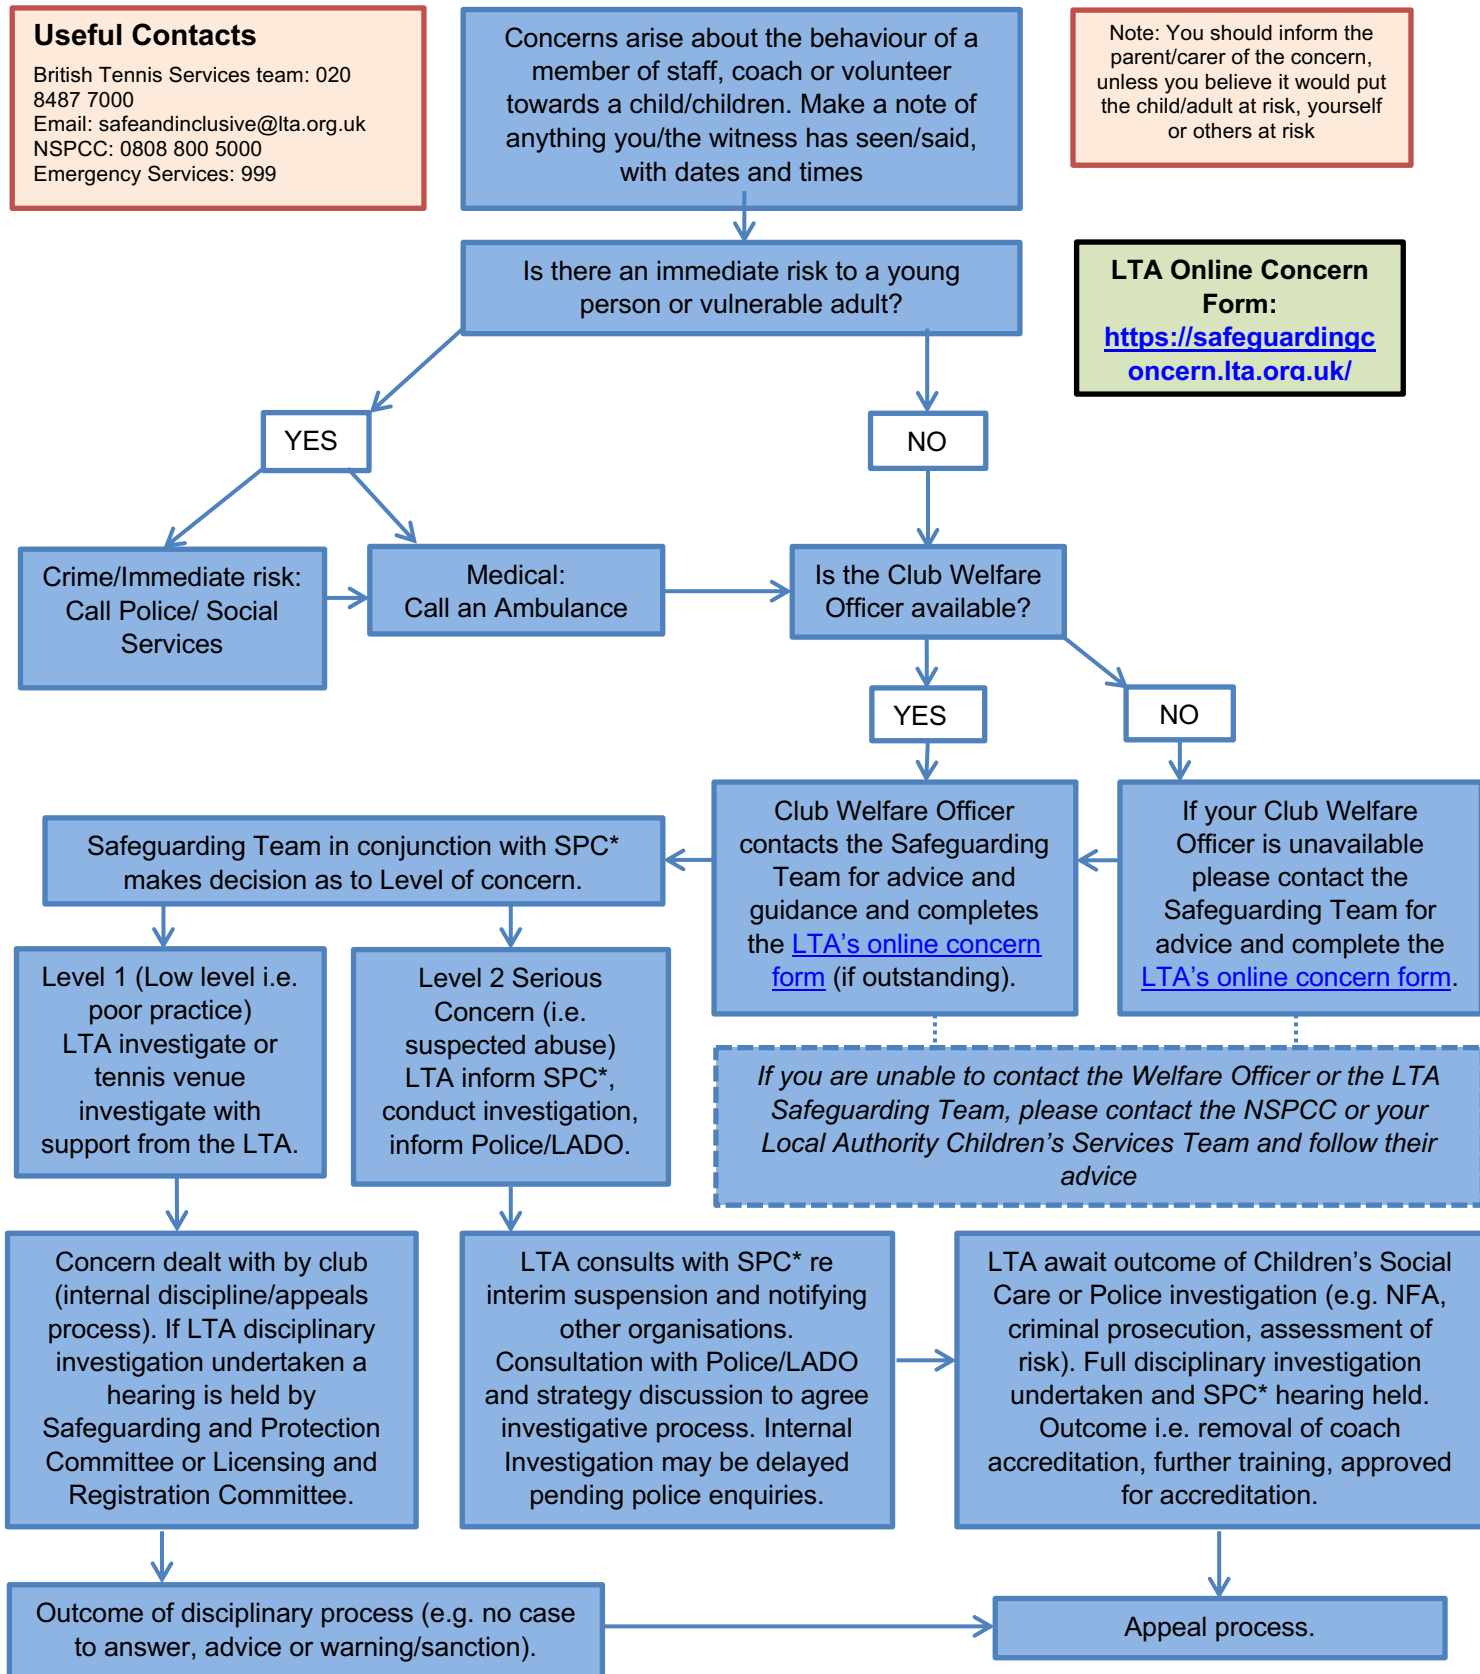 Useful Contacts
British Tennis Services team: 020
8487 7000
Email: safeandinclusive@lta.org.uk
NSPCC: 0808 800 5000
Emergency Services: 999
Concerns arise about the behaviour of a
member of staff, coach or volunteer
towards a child/children. Make a note of
anything you/the witness has seen/said,
with dates and times
Note: You should inform the
parent/carer of the concern,
unless you believe it would put
the child/adult at risk, yourself
or others at risk
Is there an immediate risk to a young
person or vulnerable adult?
LTA Online Concern
Form:
https://safeguardingc
oncern.lta.org.uk/
YES
NO
Crime/Immediate risk:
Call Police/ Social
Services
Medical:
Call an Ambulance
Is the Club Welfare
Officer available?
YES
NO
Safeguarding Team in conjunction with SPC*
makes decision as to Level of concern.
Club Welfare Officer
contacts the Safeguarding
Team for advice and
guidance and completes
the LTA's online concern
form (if outstanding).
If your Club Welfare
Officer is unavailable
please contact the
Safeguarding Team for
advice and complete the
LTA's online concern form.
Level 1 (Low level i.e.
poor practice)
LTA investigate or
tennis venue
investigate with
support from the LTA.
Level 2 Serious
Concern (i.e.
suspected abuse)
LTA inform SPC*,
conduct investigation,
inform Police/LADO.
If you are unable to contact the Welfare Officer or the LTA
Safeguarding Team, please contact the NSPCC or your
Local Authority Children's Services Team and follow their
advice
Concern dealt with by club
(internal discipline/appeals
process). If LTA disciplinary
investigation undertaken a
hearing is held by
Safeguarding and Protection
Committee or Licensing and
Registration Committee.
LTA consults with SPC* re
interim suspension and notifying
other organisations.
Consultation with Police/LADO
and strategy discussion to agree
investigative process. Internal
Investigation may be delayed
pending police enquiries.
LTA await outcome of Children's Social
Care or Police investigation (e.g. NFA,
criminal prosecution, assessment of
risk). Full disciplinary investigation
undertaken and SPC* hearing held.
Outcome i.e. removal of coach
accreditation, further training, approved
for accreditation.
Outcome of disciplinary process (e.g. no case
to answer, advice or warning/sanction).
Appeal process.